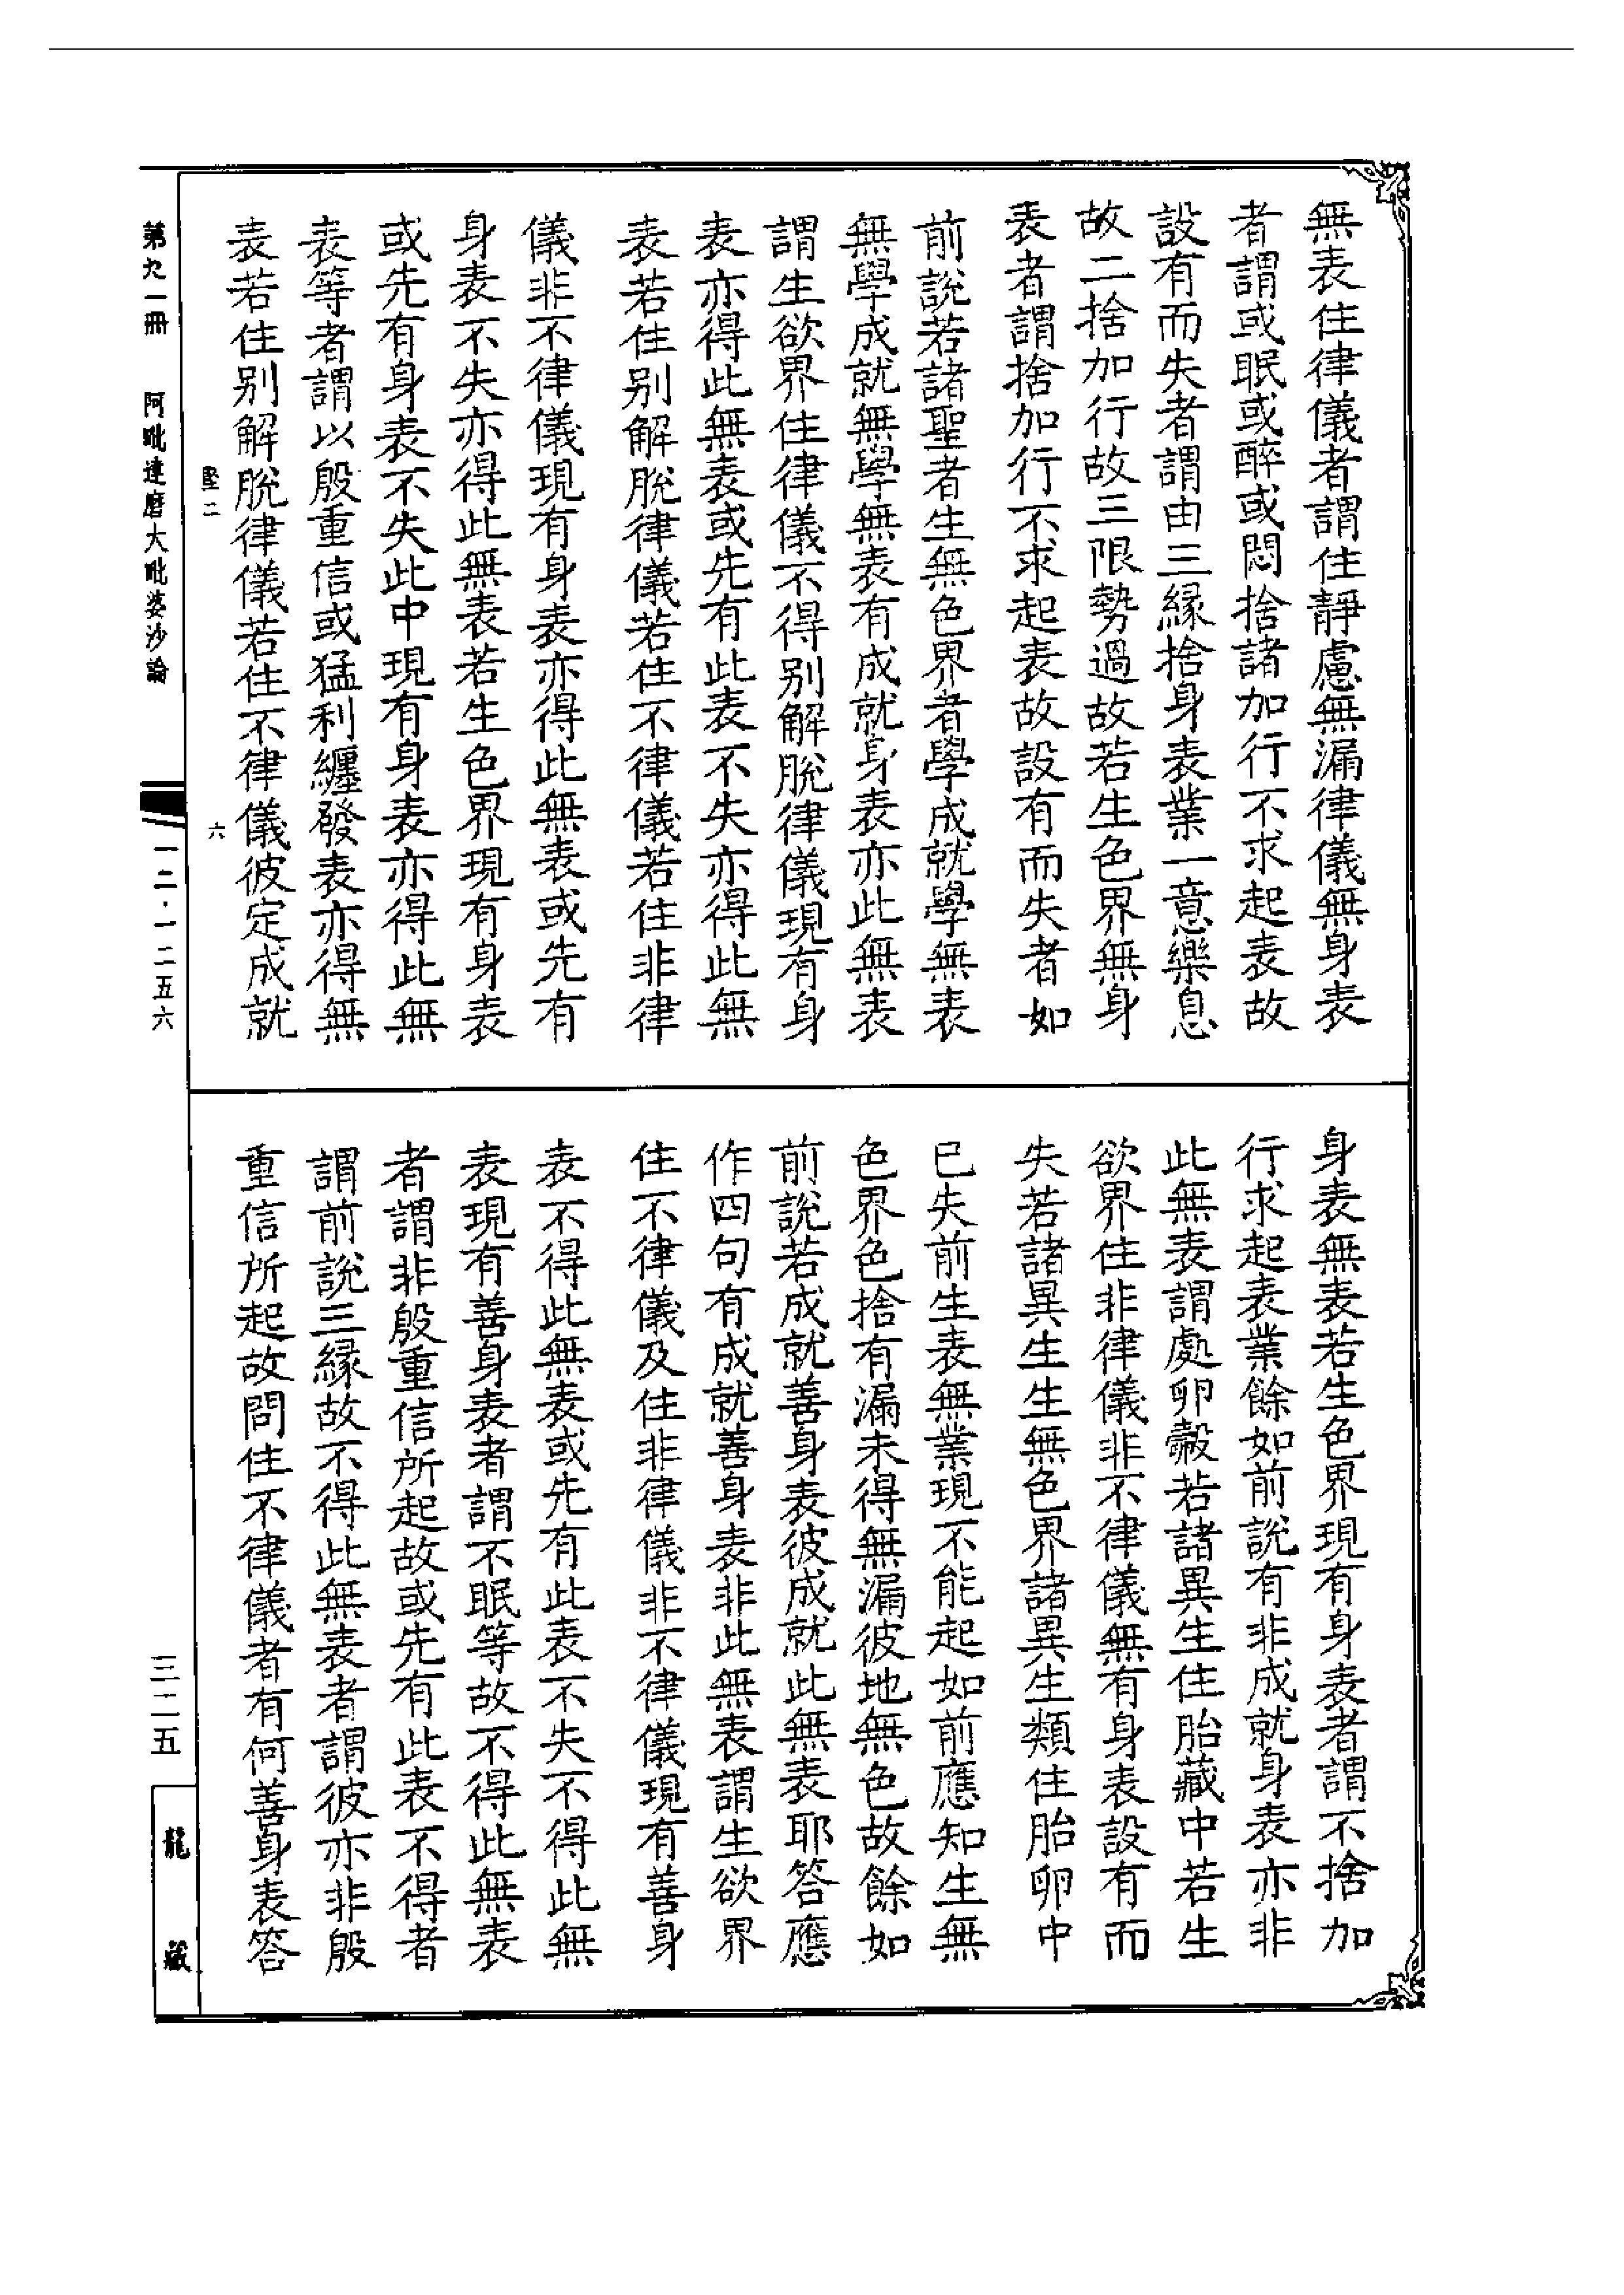 無表住律儀者謂住靜慮無漏律儀無身表
者謂或眠或醉或悶捨諸加行不求起表故
設有而失者謂由三緣捨身表業一意樂息
故二捨加行故三限勢過故若生色界無身
表者謂捨加行不求起表故設有而失者如
前說若諸聖者生無色界者學成就學無表
無學成就無學無表有成就身表亦此無表
謂生欲界住律儀不得别解脫律儀現有身
表亦得此無表或先有此表不失亦得此無
表若住别解脫律儀若住不律儀若住非律
儀非不律儀現有身表亦得此無表或先有
身表不失亦得此無表若生色界現有身表
或先有身表不失此中現有身表亦得此無
表等者謂以殷重信或猛利纏發表亦得無
表若住别解脫律儀若住不律儀彼定成就
身表無表若生色界現有身表者謂不捨加
行求起表業餘如前說有非成就身表亦非
此無表謂處卵㲉若諸異生住胎藏中若生
欲界住非律儀非不律儀無有身表設有而
失若諸異生生無色界諸異生類住胎卵中
已失前生表無業現不能起如前應知生無
色界色捨有漏未得無漏彼地無色故餘如
前說若成就善身表彼成就此無表耶答應
作四句有成就善身表非此無表謂生欲界
住不律儀及住非律儀非不律儀現有善身
表不得此無表或先有此表不失不得此無
表現有善身表者謂不眠等故不得此無表
者謂非殷重信所起故或先有此表不得者
謂前說三緣故不得此無表者謂彼亦非殷
重信所起故問住不律儀者有何善身表答
第九一冊　阿毗達磨大毗婆沙論
堅二
六
一二·一二五六
三二五
龍藏